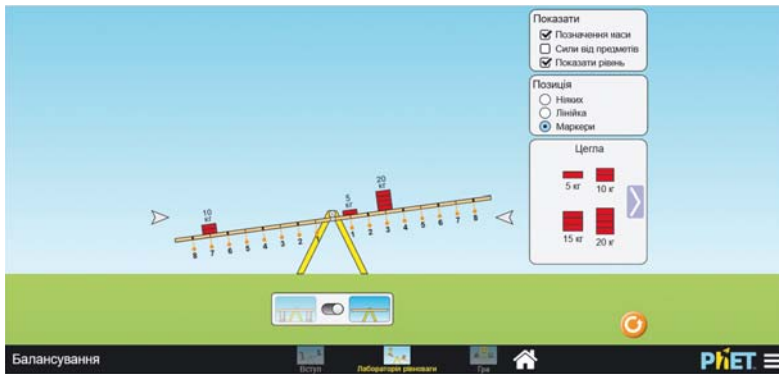 Показати
Позначення маси
Сили від предметів
Показати рівень
Позиція
Ніяких
Лінійка
Маркери
Цегла
5 кг
10 кг
15 кг
20 кг
10
кг
5
кг
20
кг
8 7 6 5 4 3 2 1 1 2 3 4 5 6 7 8
Балансування
Вступ
Лабораторія рівноваги
Гра
PhET